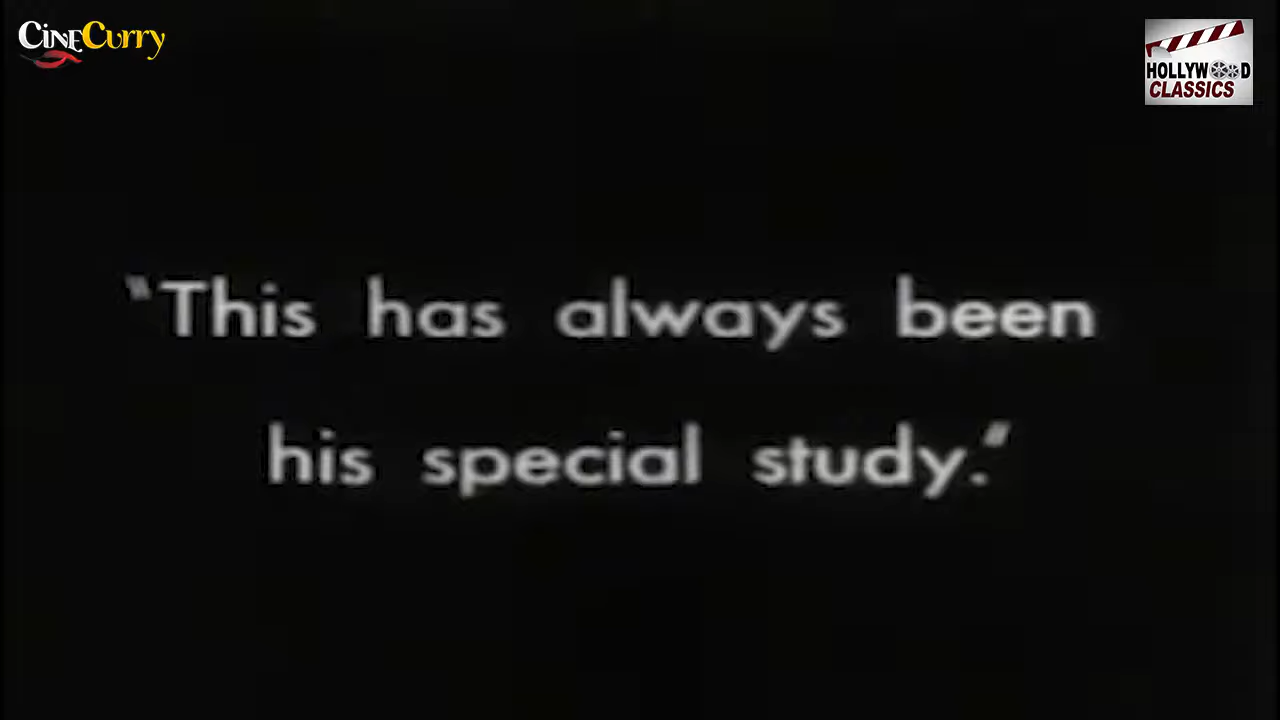 CineCurry
HOLLYWOOD
CLASSICS
"This has always been
his special study."